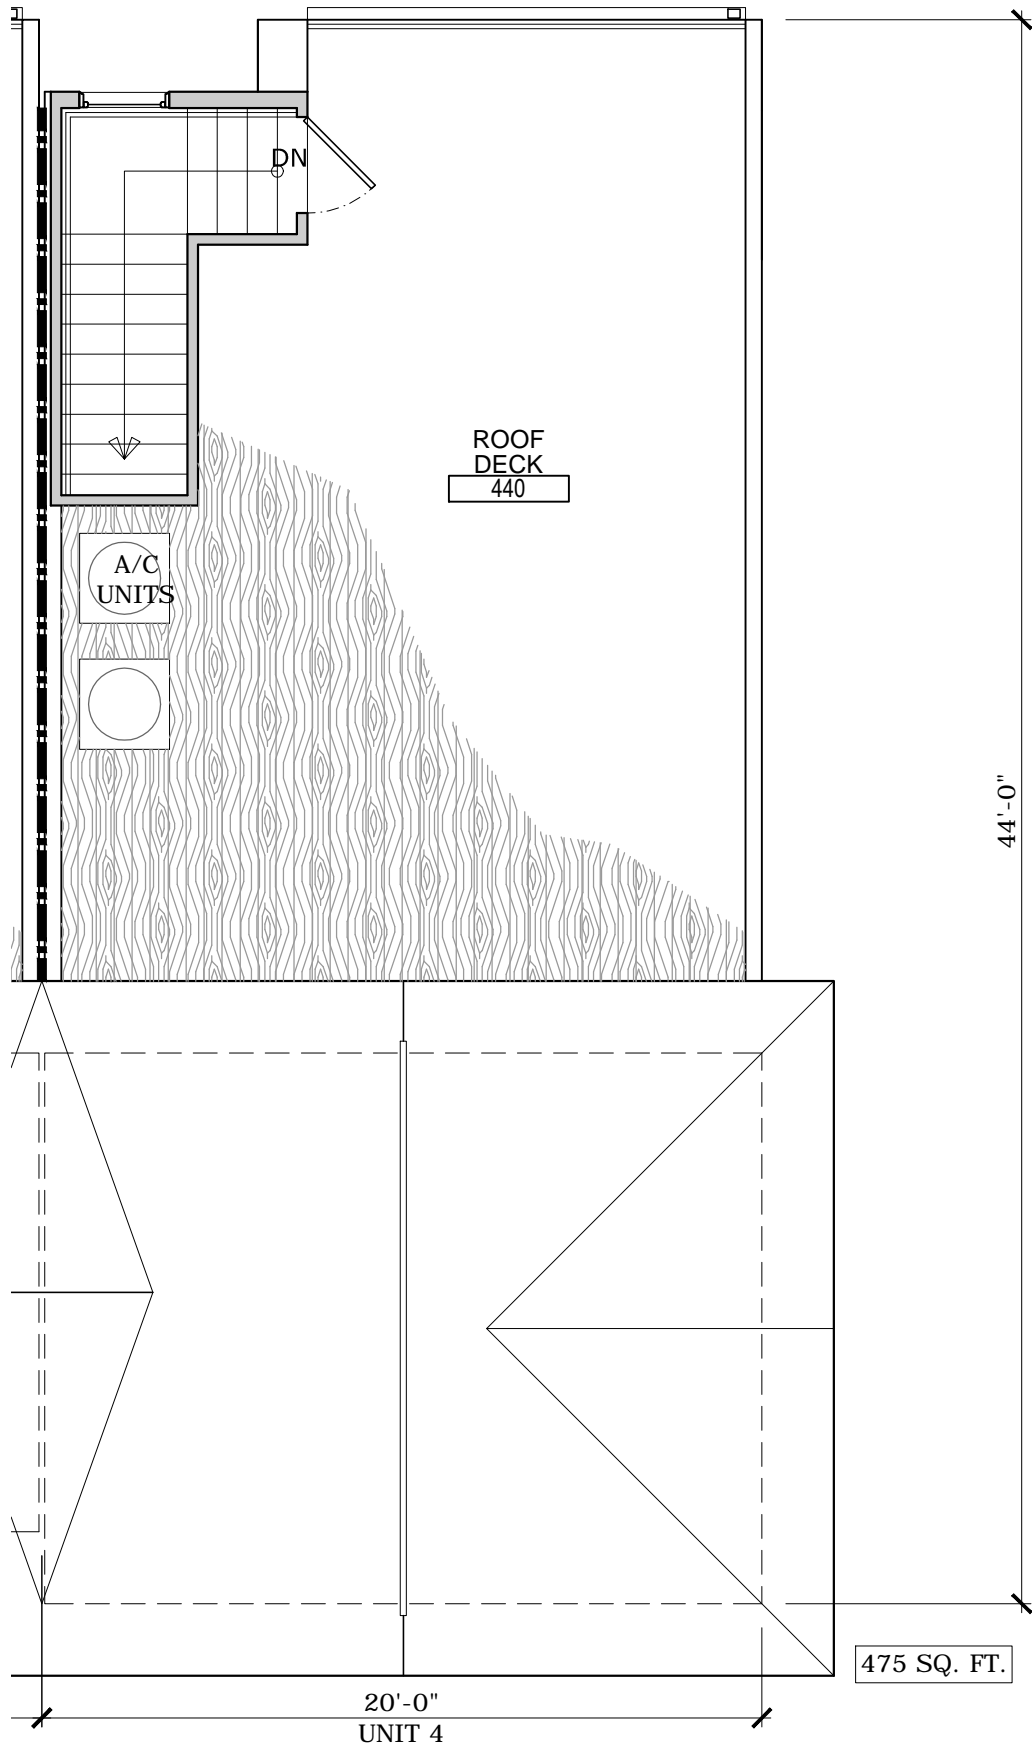 DN
ROOF
DECK
440
A/C
UNITS
44'-0"
475 SQ. FT.
20'-0"
UNIT 4